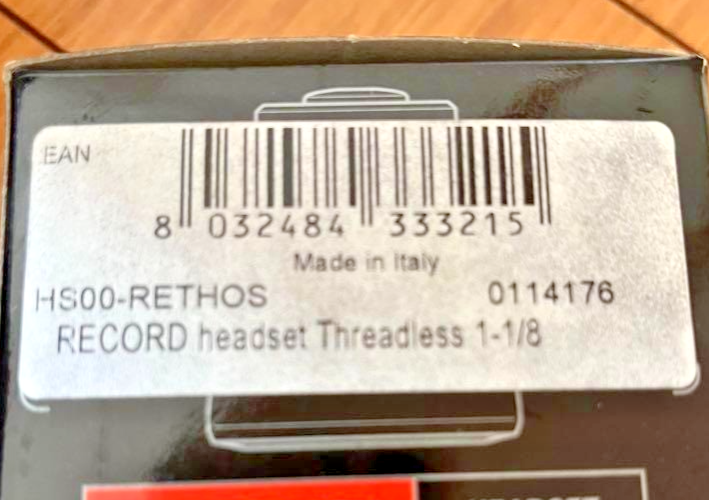 EAN
8 032484 333215
Made in Italy
HS00-RETHOS 0114176
RECORD headset Threadless 1-1/8